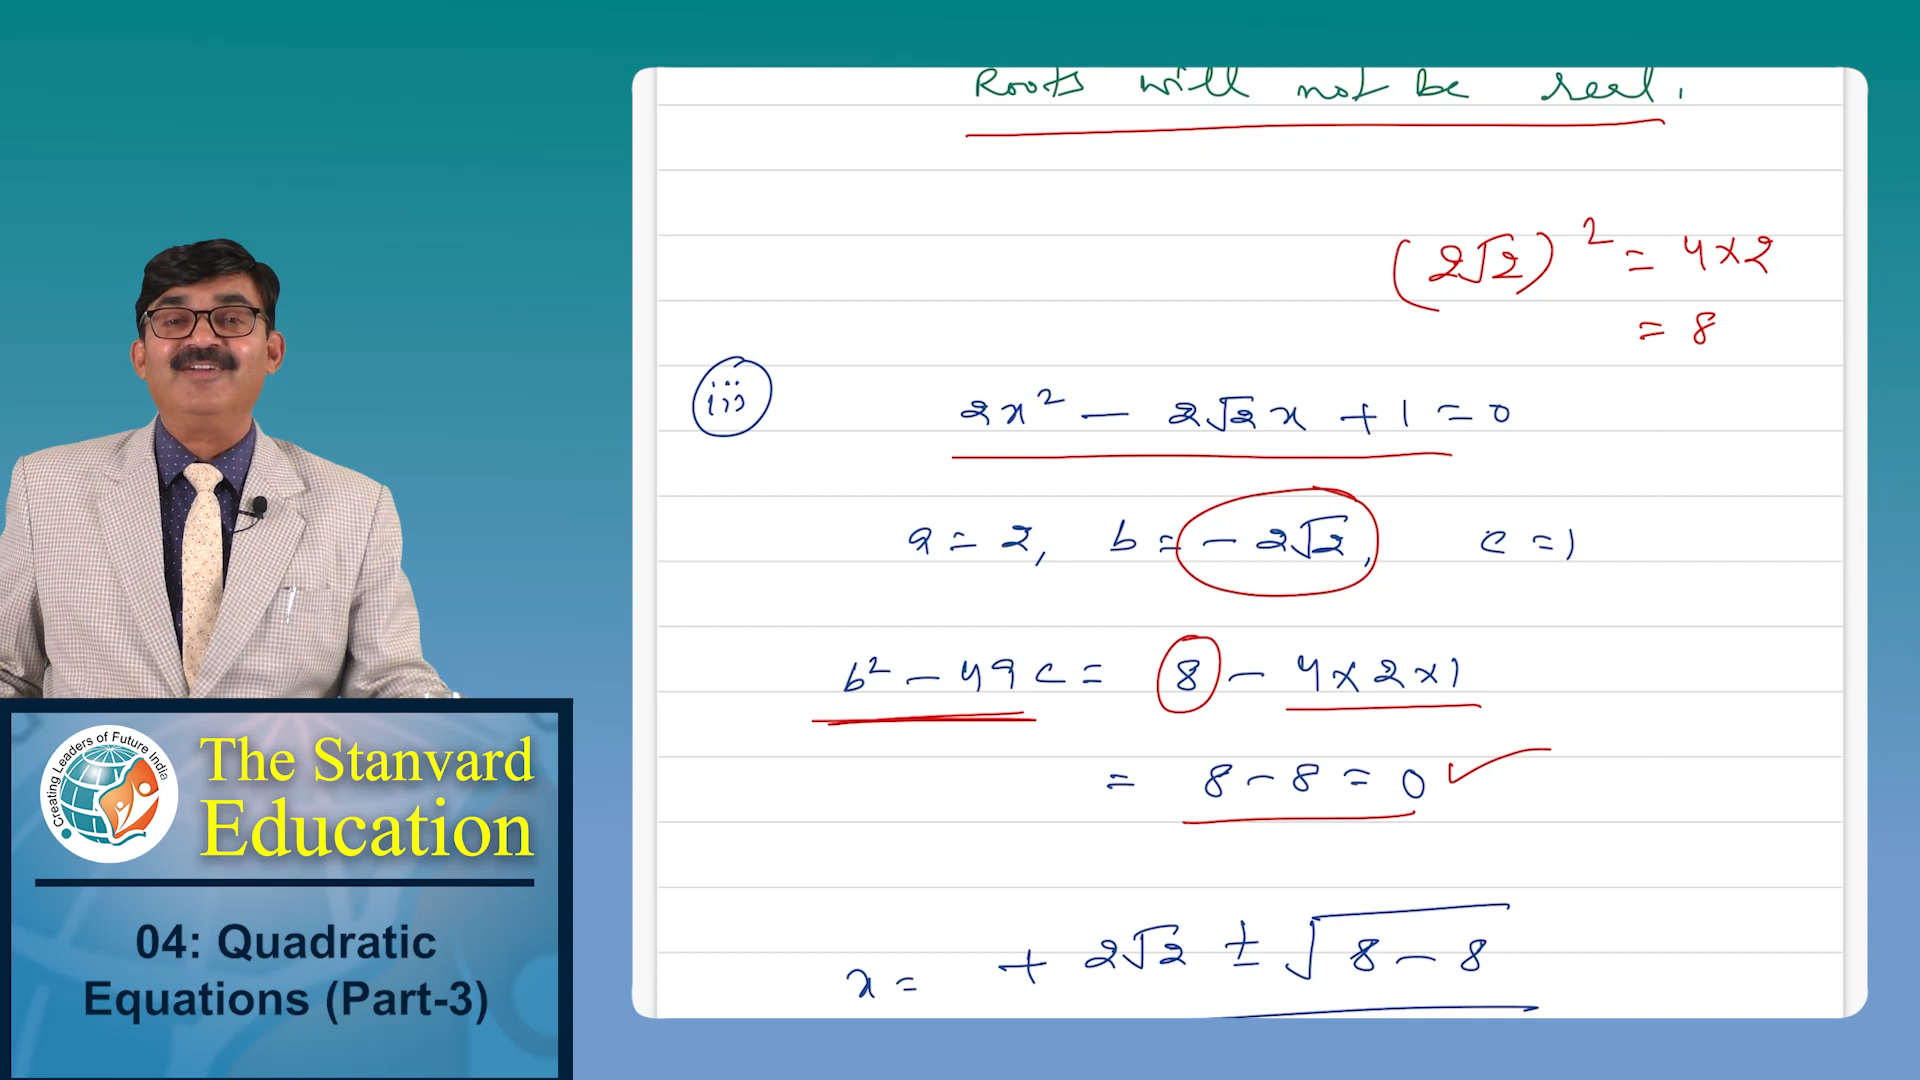 Roots will not be real.
(2√2)² = 4×2
= 8
iii
2x² - 2√2x + 1 = 0
a = 2, b = - 2√2, c = 1
b² - 4ac = 8 - 4×2×1
= 8 - 8 = 0 ✓
x = + 2√2 ± √8 - 8
Creating Leaders of Future India
The Stanvard
Education
04: Quadratic
Equations (Part-3)